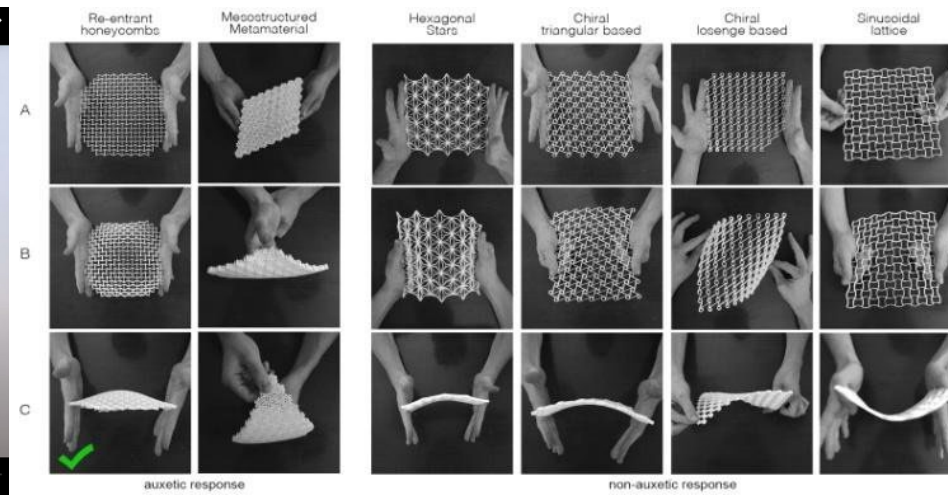 Re-entrant
honeycombs
Mesostructured
Metamaterial
Hexagonal
Stars
Chiral
triangular based
Chiral
losenge based
Sinusoidal
lattice
A
B
C
auxetic response
non-auxetic response